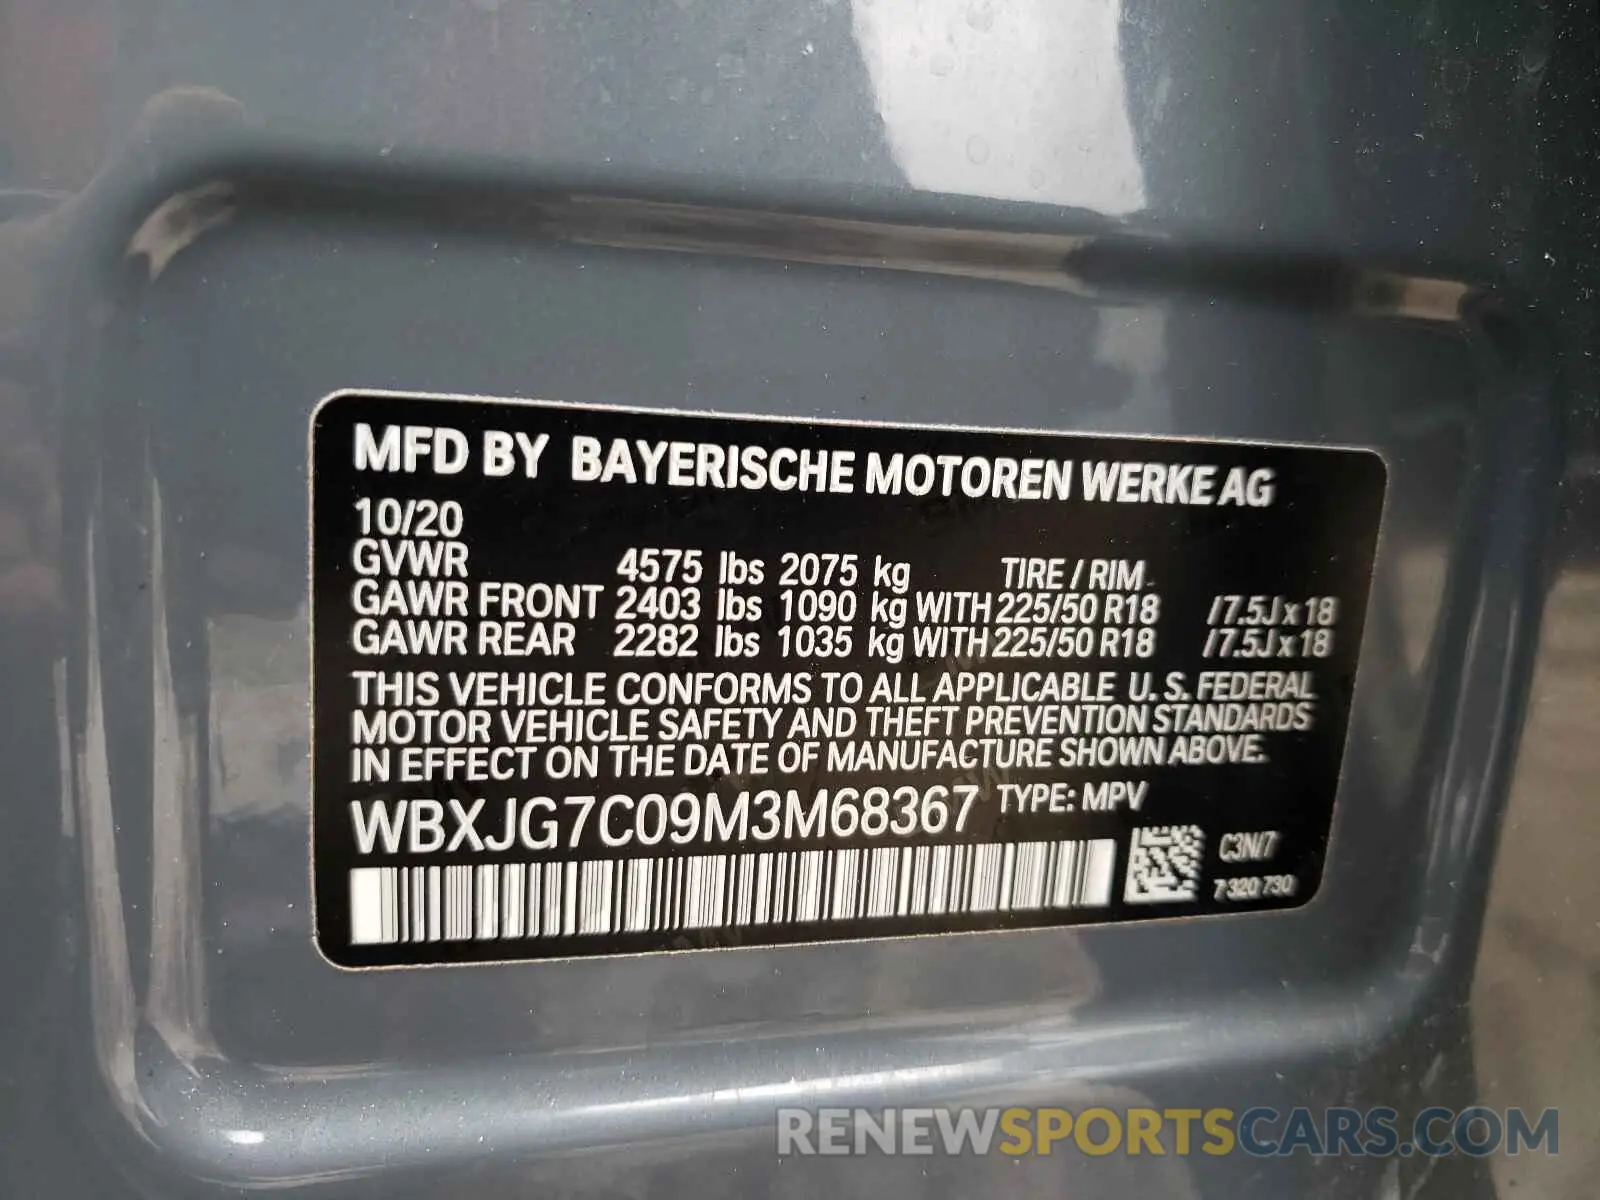 MFD BY BAYERISCHE MOTOREN WERKE AG
10/20
GVWR 4575 lbs 2075 kg TIRE / RIM
GAWR FRONT 2403 lbs 1090 kg WITH 225/50 R18 /7.5J x 18
GAWR REAR 2282 lbs 1035 kg WITH 225/50 R18 /7.5J x 18
THIS VEHICLE CONFORMS TO ALL APPLICABLE U.S. FEDERAL
MOTOR VEHICLE SAFETY AND THEFT PREVENTION STANDARDS
IN EFFECT ON THE DATE OF MANUFACTURE SHOWN ABOVE.
WBXJG7C09M3M68367 TYPE: MPV
C3N/7
7 320 730
RENEWSPORTSCARS.COM